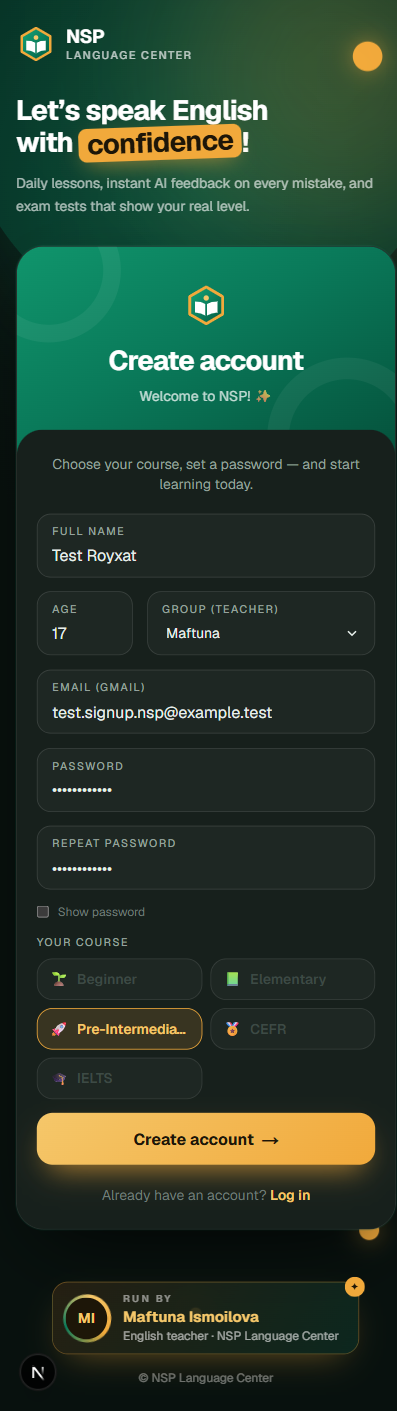 NSP
LANGUAGE CENTER
Let’s speak English
with confidence!
Daily lessons, instant AI feedback on every mistake, and
exam tests that show your real level.
Create account
Welcome to NSP! ✨
Choose your course, set a password — and start
learning today.
FULL NAME
Test Royxat
AGE
17
GROUP (TEACHER)
Maftuna
EMAIL (GMAIL)
test.signup.nsp@example.test
PASSWORD
••••••••••••
REPEAT PASSWORD
••••••••••••
Show password
YOUR COURSE
Beginner
Elementary
Pre-Intermedia...
CEFR
IELTS
Create account →
Already have an account? Log in
MI
RUN BY
Maftuna Ismoilova
English teacher · NSP Language Center
N
© NSP Language Center